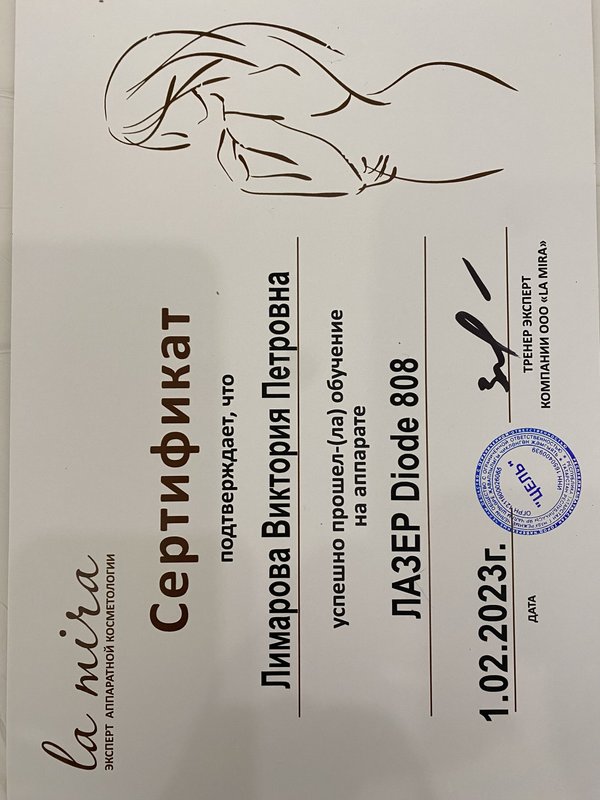 la mira
ЭКСПЕРТ АППАРАТНОЙ КОСМЕТОЛОГИИ
Сертификат
подтверждает, что
Лимарова Виктория Петровна
успешно прошел-(ла) обучение
на аппарате
ЛАЗЕР Diode 808
1.02.2023г.
ДАТА
"ЦЕЛЬ"
ТРЕНЕР ЭКСПЕРТ
КОМПАНИИ ООО «LA MIRA»